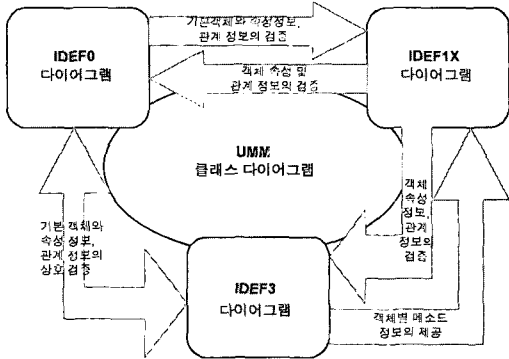 기본객체와 속성정보,
관계 정보의 검증
IDEF0
다이어그램
IDEF1X
다이어그램
객체 속성 및
관계 정보의 검증
UMM
클래스 다이어그램
객체
속성
정보,
관계
정보의
검증
기본 객체와
속성 정보,
관계 정보의
상호 검증
IDEF3
다이어그램
객체별 메소드
정보의 제공